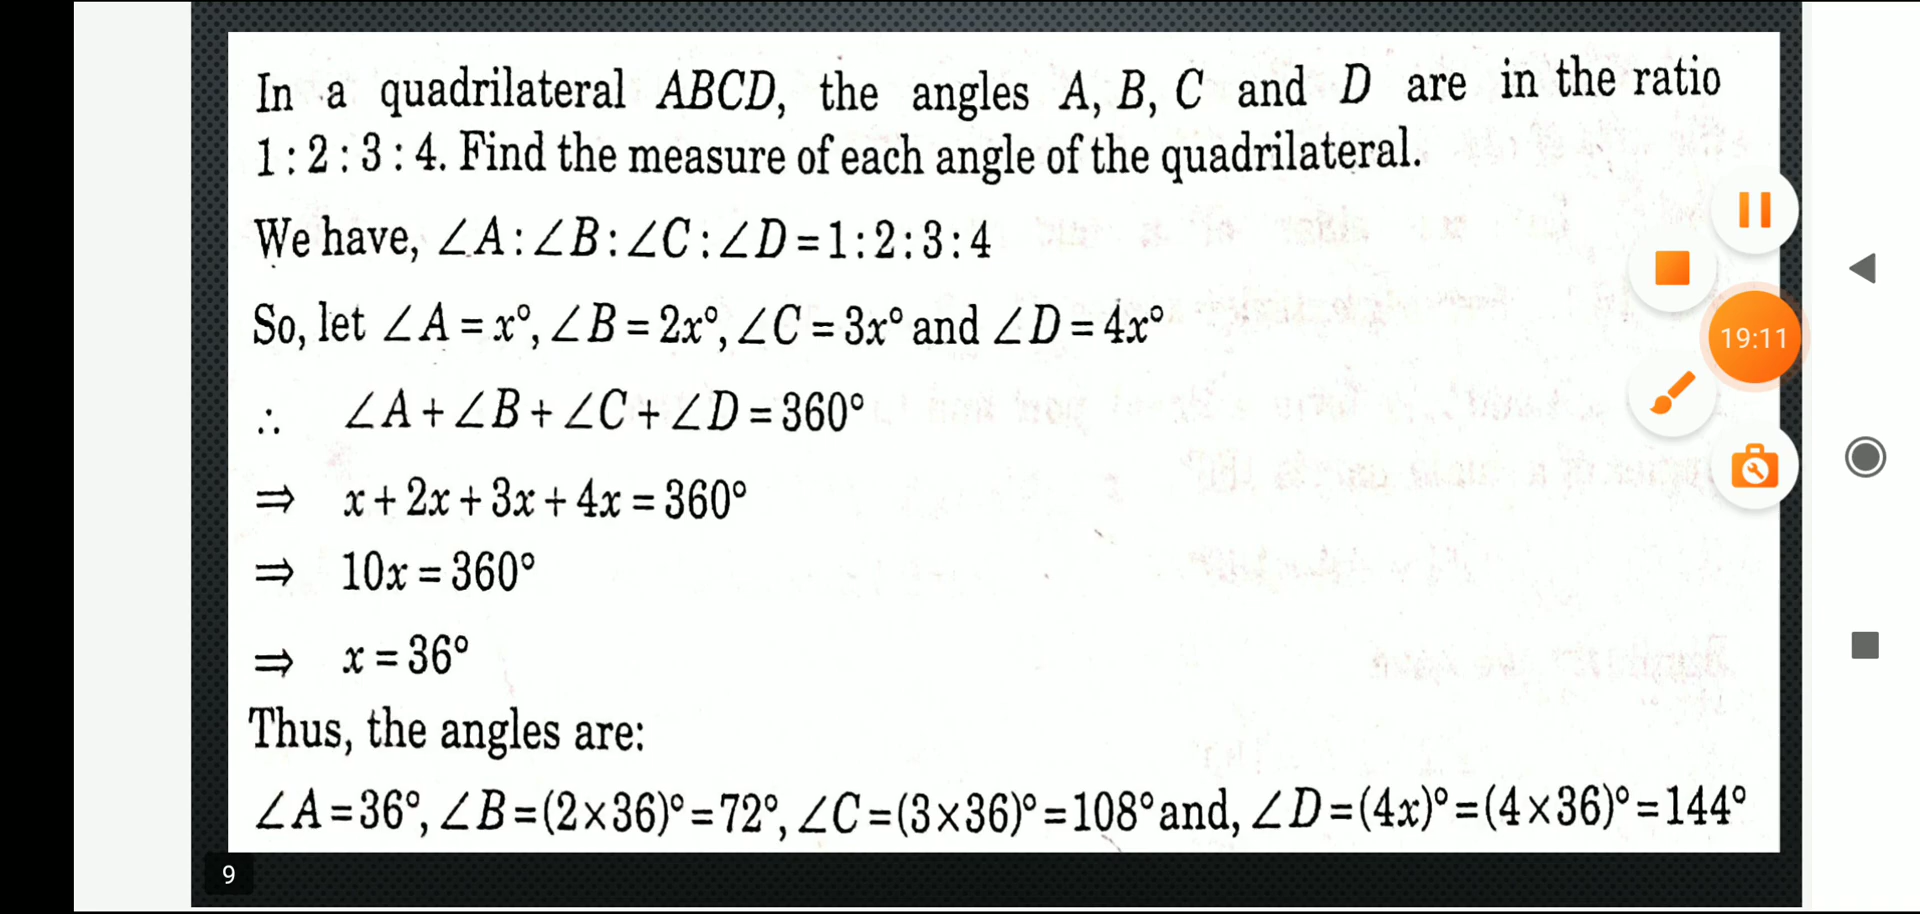 In a quadrilateral ABCD, the angles A, B, C and D are in the ratio
1 : 2 : 3 : 4. Find the measure of each angle of the quadrilateral.
We have, ∠A : ∠B : ∠C : ∠D = 1 : 2 : 3 : 4
So, let ∠A = x°, ∠B = 2x°, ∠C = 3x° and ∠D = 4x°
∴ ∠A + ∠B + ∠C + ∠D = 360°
⇒ x + 2x + 3x + 4x = 360°
⇒ 10x = 360°
⇒ x = 36°
Thus, the angles are:
∠A = 36°, ∠B = (2 × 36)° = 72°, ∠C = (3 × 36)° = 108° and, ∠D = (4x)° = (4 × 36)° = 144°
19:11
9